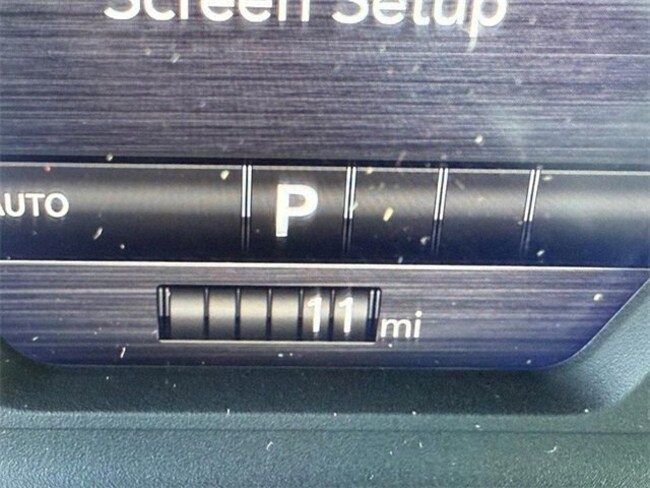 Screen Setup
AUTO P
11 mi